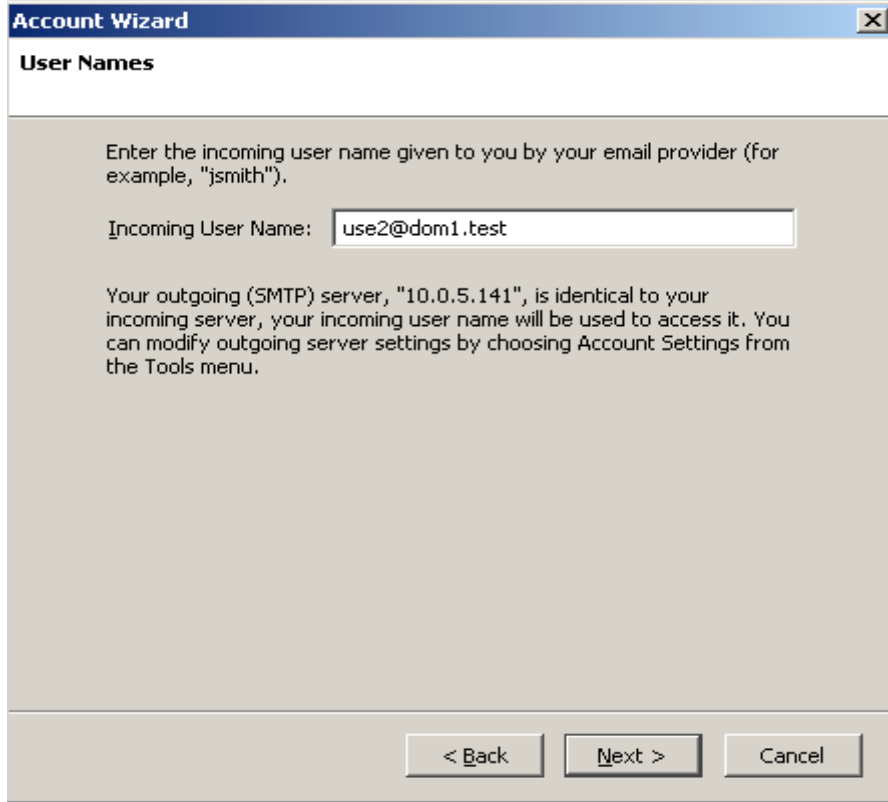 Account Wizard
User Names
Enter the incoming user name given to you by your email provider (for
example, "jsmith").
Incoming User Name: use2@dom1.test
Your outgoing (SMTP) server, "10.0.5.141", is identical to your
incoming server, your incoming user name will be used to access it. You
can modify outgoing server settings by choosing Account Settings from
the Tools menu.
< Back Next > Cancel